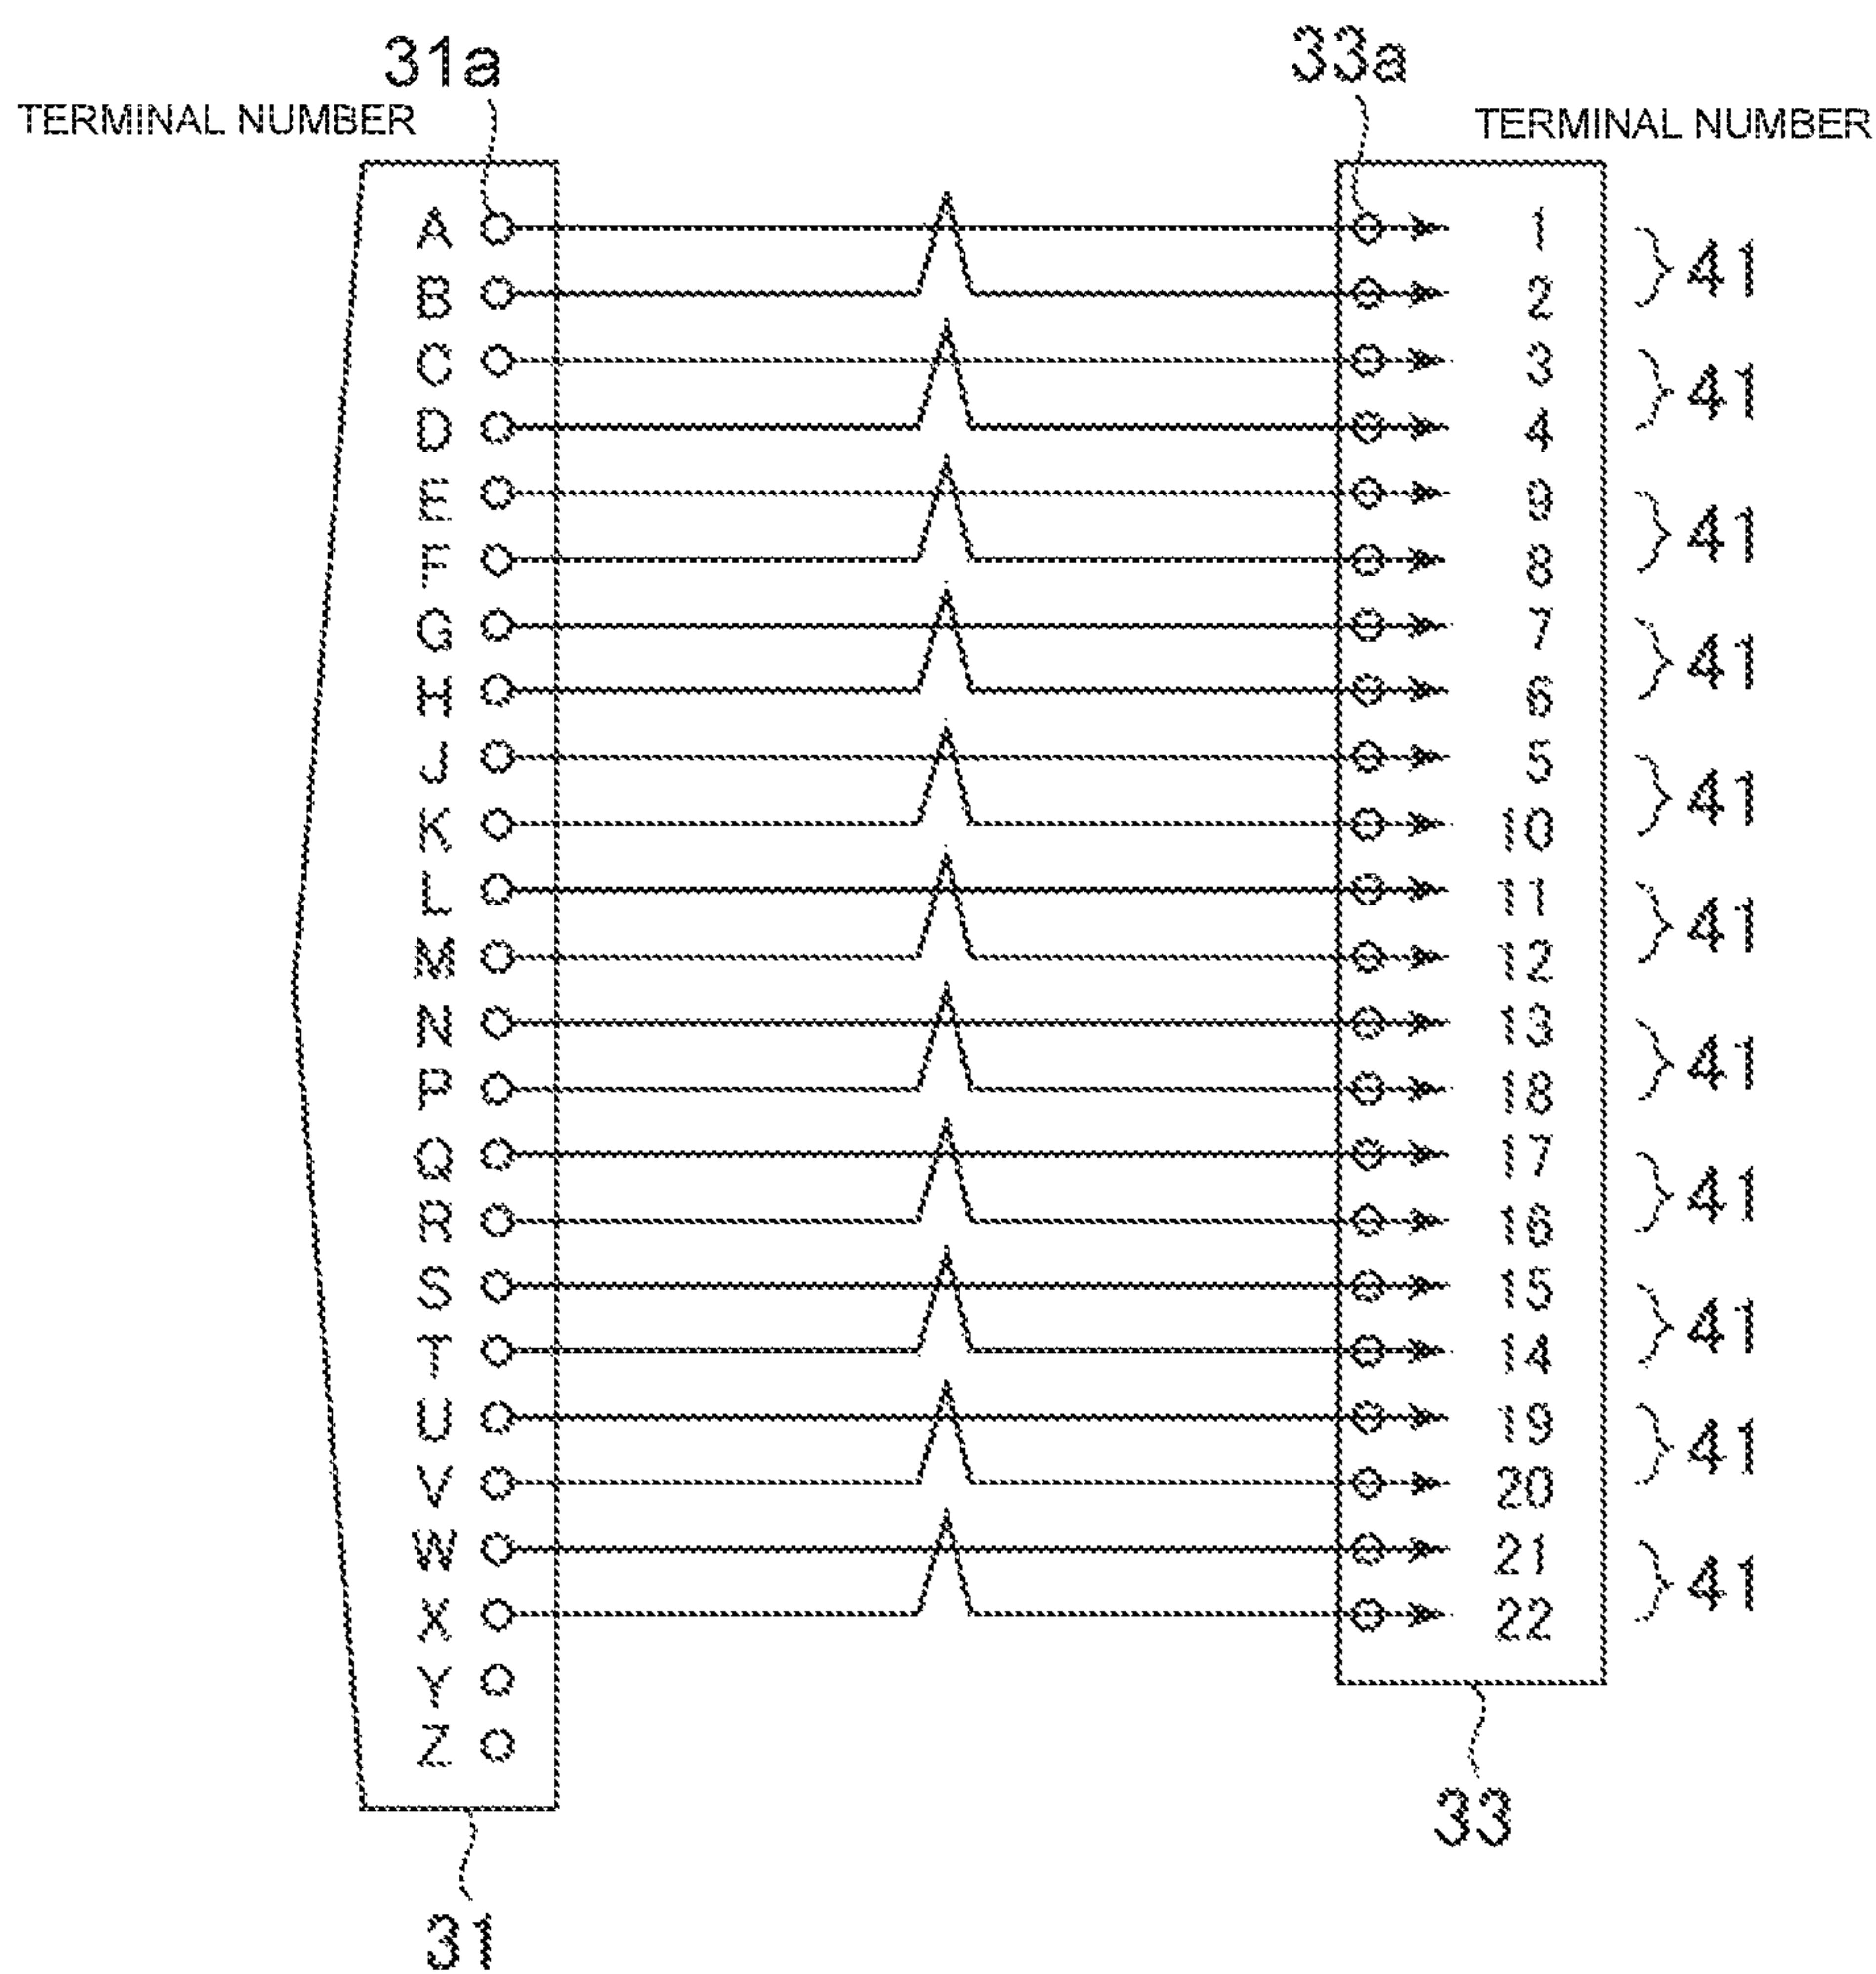 31a 33a
TERMINAL NUMBER TERMINAL NUMBER
A 1
41
B 2
C 3
41
D 4
E 9
41
F 8
G 7
41
H 6
J 5
41
K 10
L 11
41
M 12
N 13
41
P 18
Q 17
41
R 16
S 15
41
T 14
U 19
41
V 20
W 21
41
X 22
Y
Z
33
31